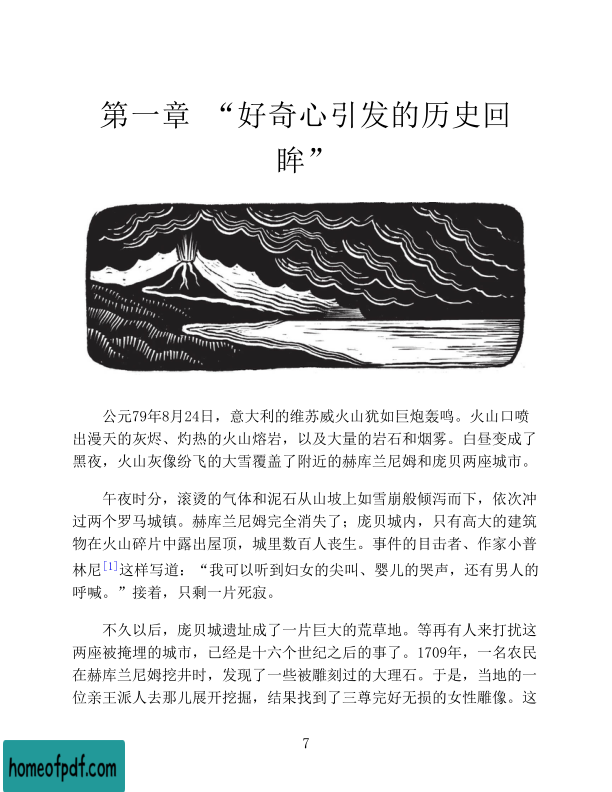 第一章 “好奇心引发的历史回
眸”
公元79年8月24日，意大利的维苏威火山犹如巨炮轰鸣。火山口喷
出漫天的灰烬、灼热的火山熔岩，以及大量的岩石和烟雾。白昼变成了
黑夜，火山灰像纷飞的大雪覆盖了附近的赫库兰尼姆和庞贝两座城市。
午夜时分，滚烫的气体和泥石从山坡上如雪崩般倾泻而下，依次冲
过两个罗马城镇。赫库兰尼姆完全消失了；庞贝城内，只有高大的建筑
物在火山碎片中露出屋顶，城里数百人丧生。事件的目击者、作家小普
林尼[1]这样写道：“我可以听到妇女的尖叫、婴儿的哭声，还有男人的
呼喊。”接着，只剩一片死寂。
不久以后，庞贝城遗址成了一片巨大的荒草地。等再有人来打扰这
两座被掩埋的城市，已经是十六个世纪之后的事了。1709年，一名农民
在赫库兰尼姆挖井时，发现了一些被雕刻过的大理石。于是，当地的一
位亲王派人去那儿展开挖掘，结果找到了三尊完好无损的女性雕像。这
7
homeofpdf.com